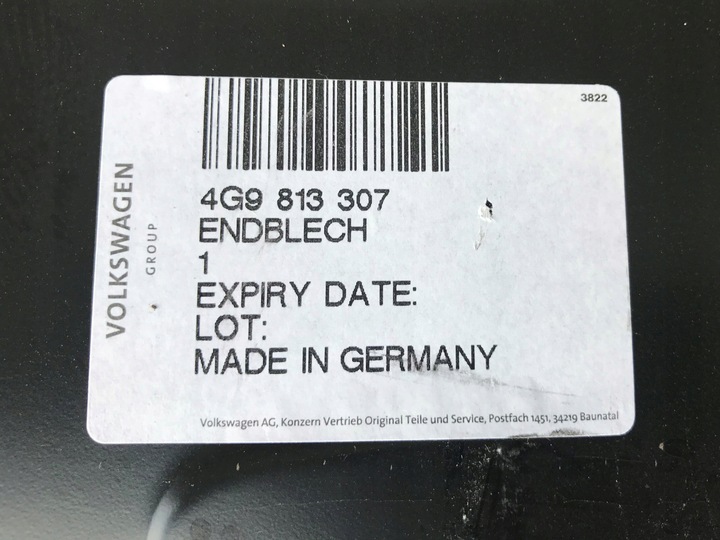 3822
VOLKSWAGEN
GROUP
4G9 813 307
ENDBLECH
1
EXPIRY DATE:
LOT:
MADE IN GERMANY
Volkswagen AG, Konzern Vertrieb Original Teile und Service, Postfach 1451, 34219 Baunatal